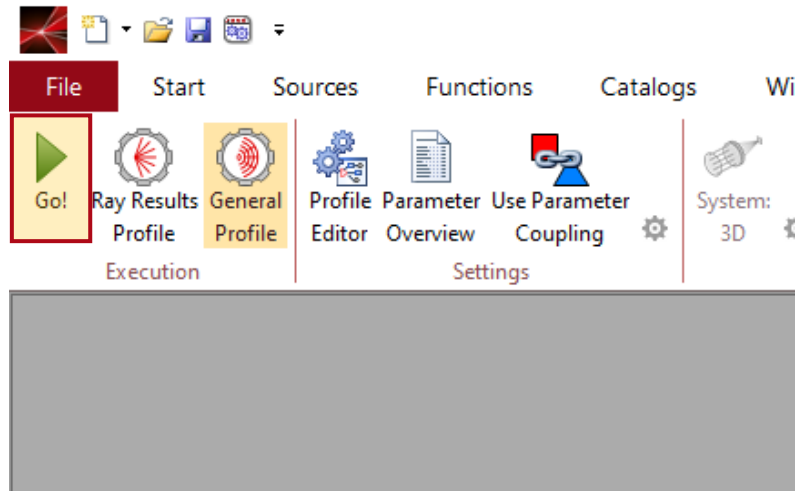 File Start Sources Functions Catalogs Wi
Go! Ray Results General Profile Parameter Use Parameter System:
Profile Profile Editor Overview Coupling 3D
Execution Settings